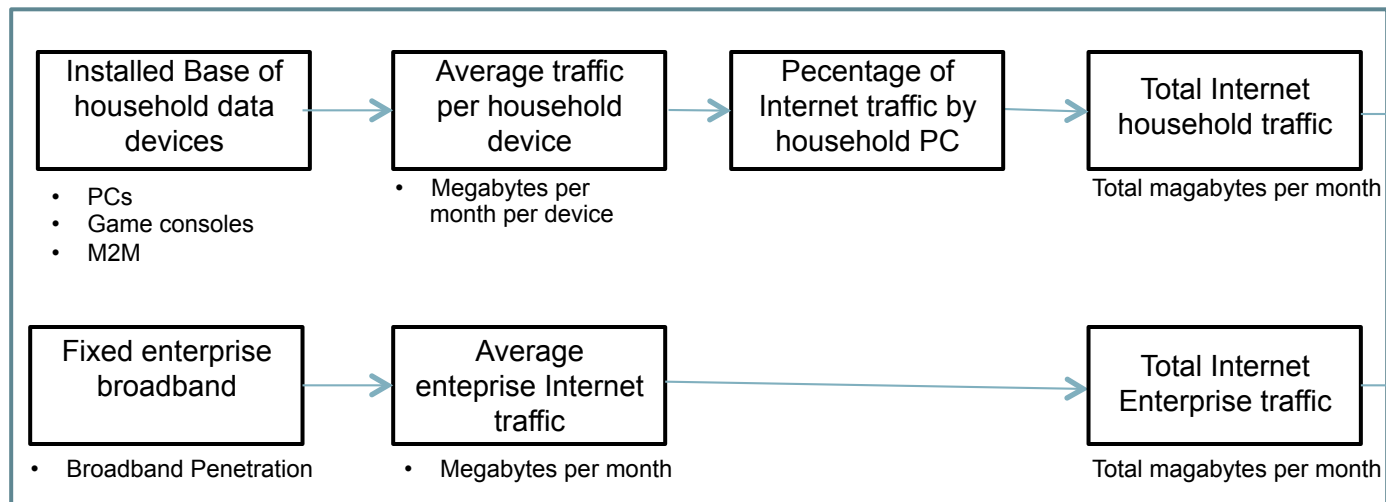 Installed Base of
household data
devices
Average traffic
per household
device
Pecentage of
Internet traffic by
household PC
Total Internet
household traffic
• PCs
• Game consoles
• M2M
• Megabytes per
month per device
Total magabytes per month
Fixed enterprise
broadband
Average
enteprise Internet
traffic
Total Internet
Enterprise traffic
• Broadband Penetration
• Megabytes per month
Total magabytes per month